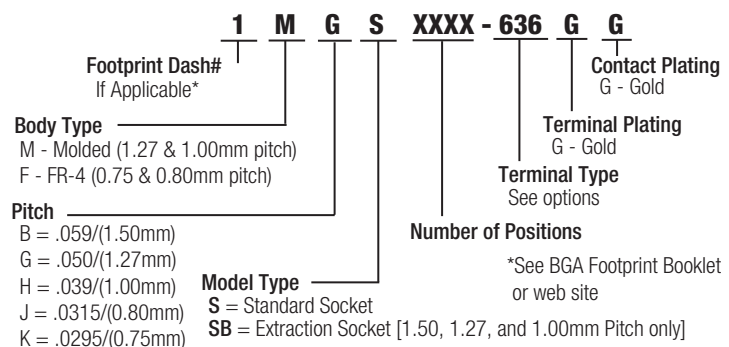 1 M G S XXXX - 636 G G
Footprint Dash#
If Applicable*
Body Type
M - Molded (1.27 & 1.00mm pitch)
F - FR-4 (0.75 & 0.80mm pitch)
Pitch
B = .059/(1.50mm)
G = .050/(1.27mm)
H = .039/(1.00mm)
J = .0315/(0.80mm)
K = .0295/(0.75mm)
Model Type
S = Standard Socket
SB = Extraction Socket [1.50, 1.27, and 1.00mm Pitch only]
Number of Positions
Terminal Type
See options
Terminal Plating
G - Gold
Contact Plating
G - Gold
*See BGA Footprint Booklet
or web site